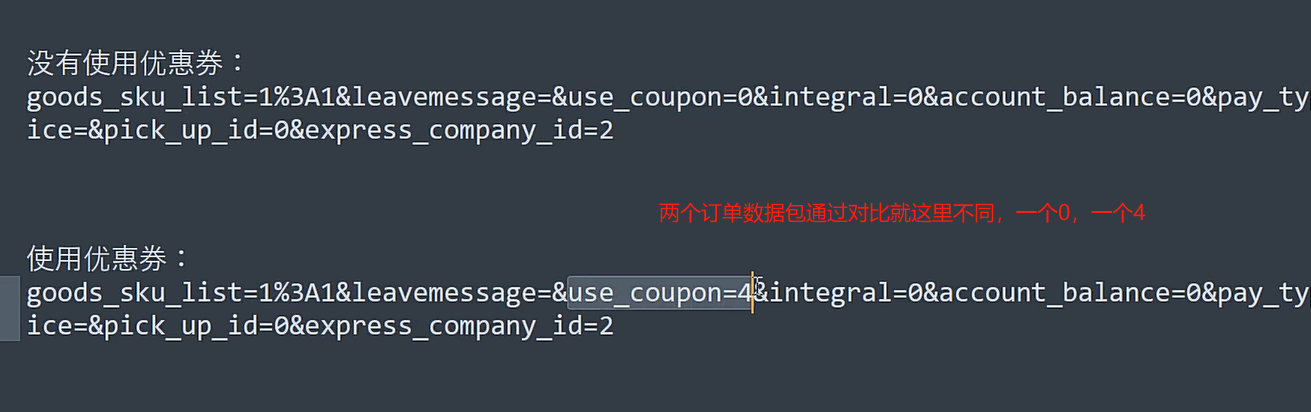 没有使用优惠券：
goods_sku_list=1%3A1&leavemessage=&use_coupon=0&integral=0&account_balance=0&pay_ty
ice=&pick_up_id=0&express_company_id=2
两个订单数据包通过对比就这里不同，一个0，一个4
使用优惠券：
goods_sku_list=1%3A1&leavemessage=&use_coupon=4&integral=0&account_balance=0&pay_ty
ice=&pick_up_id=0&express_company_id=2